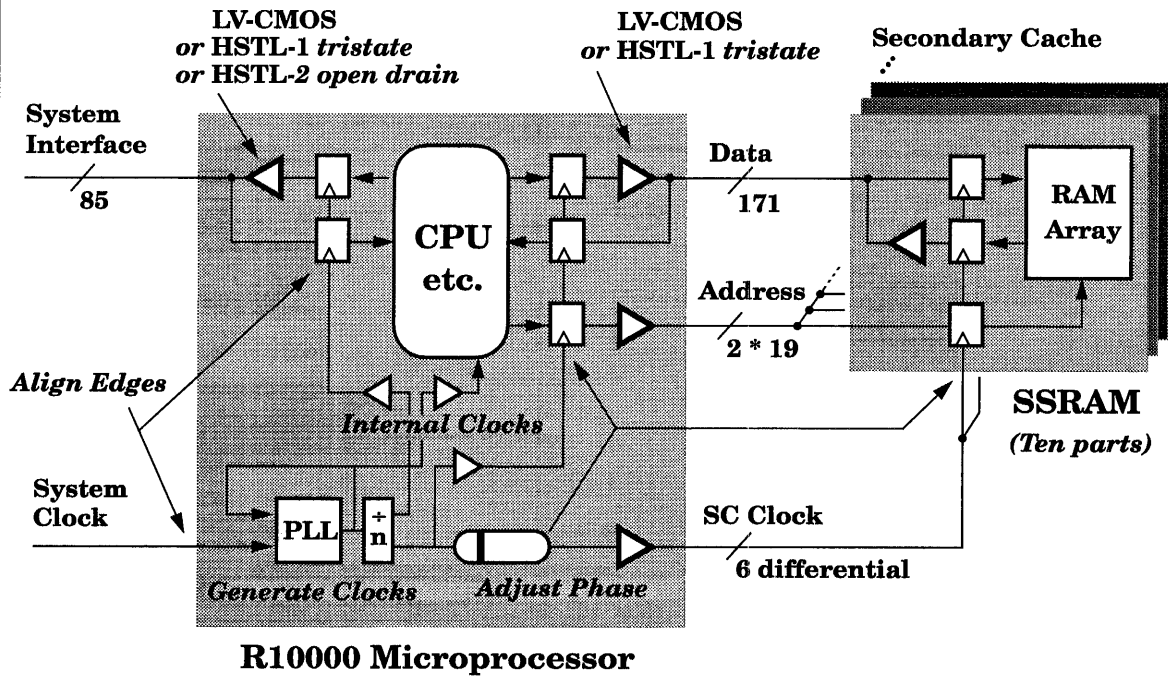 LV-CMOS
or HSTL-1 tristate
or HSTL-2 open drain
LV-CMOS
or HSTL-1 tristate
Secondary Cache
System
Interface
85
CPU
etc.
Data
171
RAM
Array
Address
2 * 19
Align Edges
Internal Clocks
SSRAM
(Ten parts)
System
Clock
PLL
÷
n
SC Clock
6 differential
Generate Clocks
Adjust Phase
R10000 Microprocessor